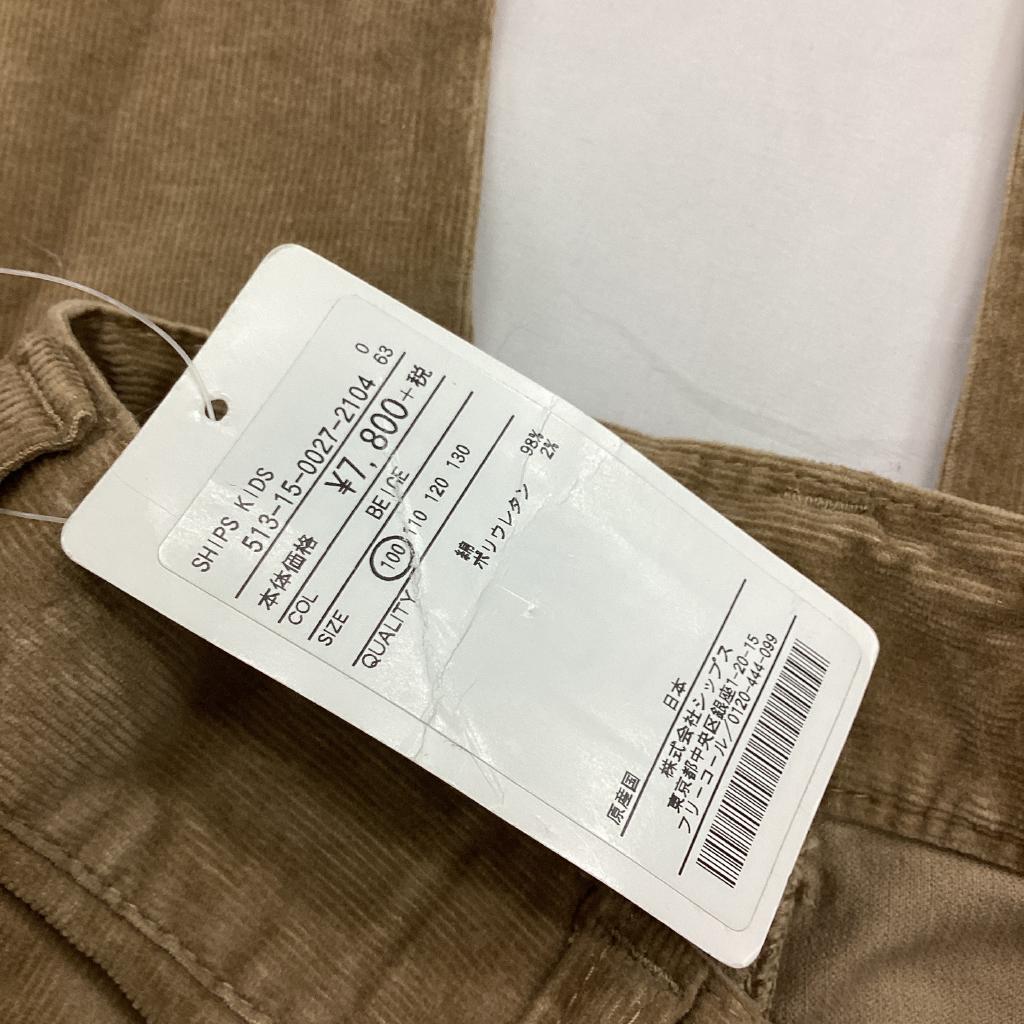 SHIPS KIDS 0
513-15-0027-2104 63
本体価格 ¥7,800+税
COL BEIGE
SIZE 100 110 120 130
QUALITY
綿 98%
ポリウレタン 2%
原産国 日本
株式会社シップス
東京都中央区銀座1-20-15
フリーコール/0120-444-099